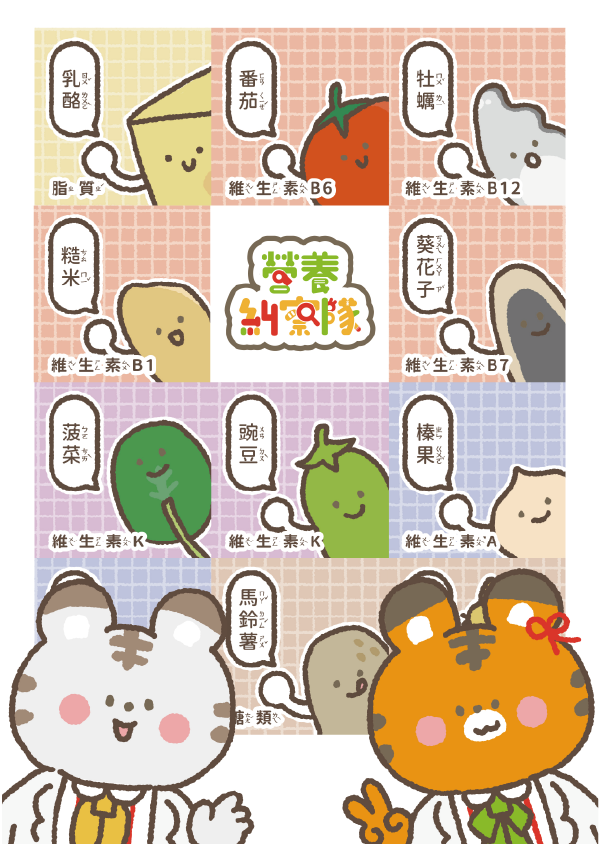 乳酪
脂質
番茄
維生素B6
牡蠣
維生素B12
糙米
維生素B1
營養
糾察隊
葵花子
維生素B7
菠菜
維生素K
豌豆
維生素K
榛果
維生素A
馬鈴薯
醣類